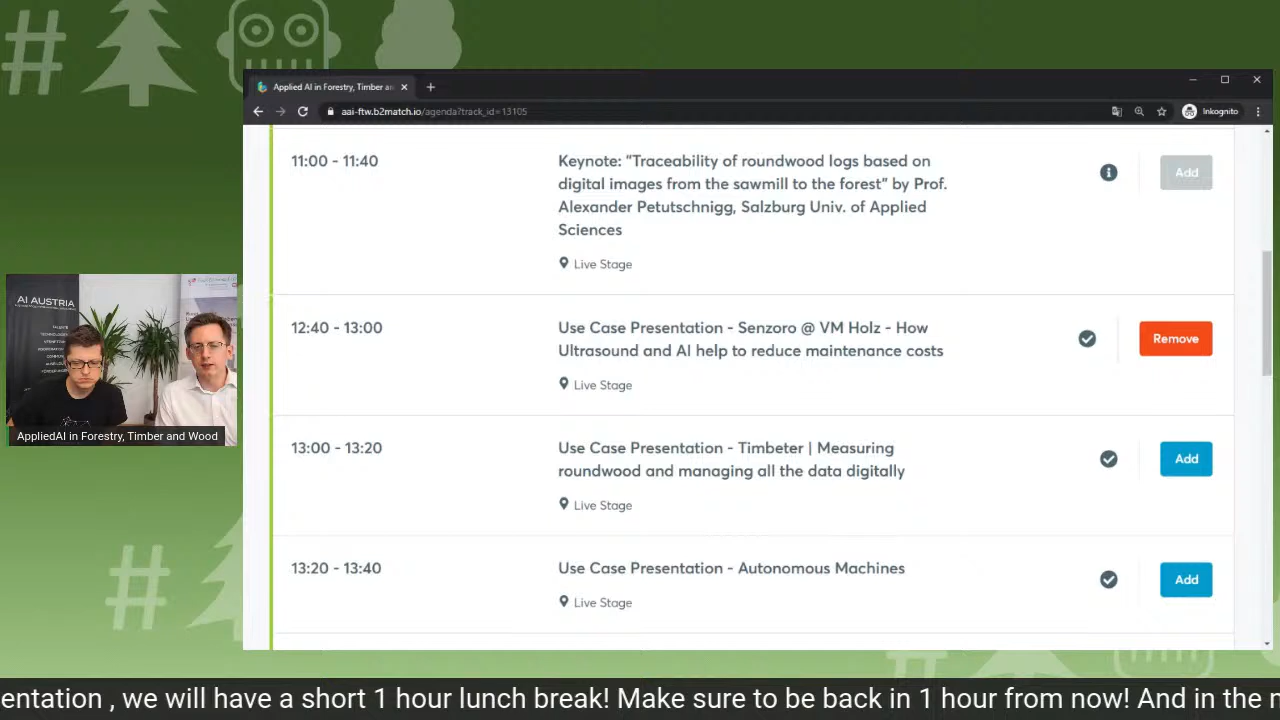 Applied AI in Forestry, Timber an
aai-ftw.b2match.io/agenda?track_id=13105
Inkognito
11:00 - 11:40
Keynote: "Traceability of roundwood logs based on
digital images from the sawmill to the forest" by Prof.
Alexander Petutschnigg, Salzburg Univ. of Applied
Sciences
Live Stage
Add
12:40 - 13:00
Use Case Presentation - Senzoro @ VM Holz - How
Ultrasound and AI help to reduce maintenance costs
Live Stage
Remove
13:00 - 13:20
Use Case Presentation - Timbeter | Measuring
roundwood and managing all the data digitally
Live Stage
Add
13:20 - 13:40
Use Case Presentation - Autonomous Machines
Live Stage
Add
AI AUSTRIA
AppliedAI in Forestry, Timber and Wood
entation , we will have a short 1 hour lunch break! Make sure to be back in 1 hour from now! And in the